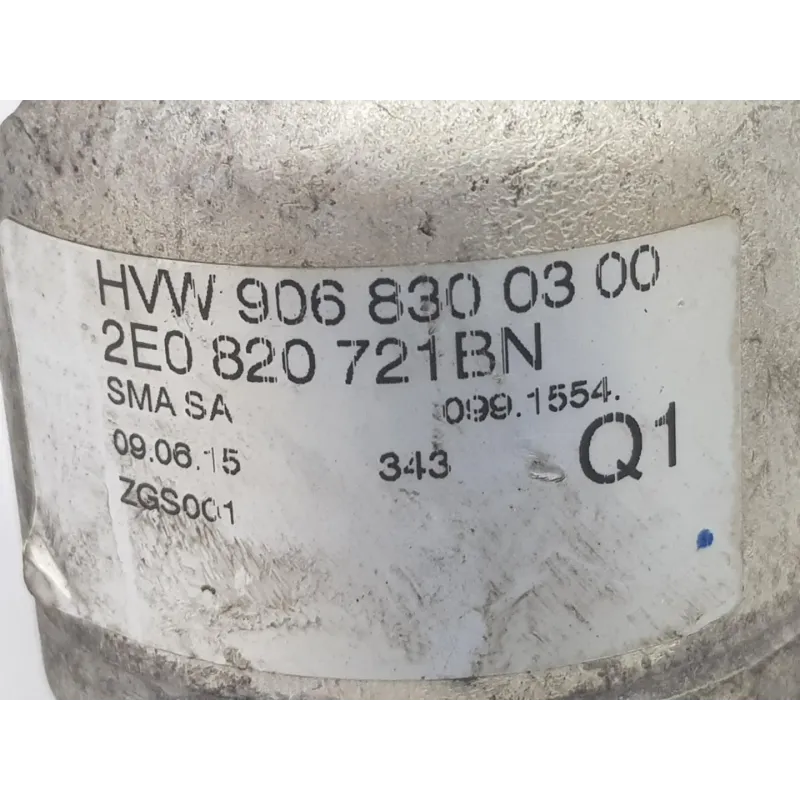 HVW 906 830 03 00
2E0 820 721BN
SMA SA 099.1554.
09.06.15 343 Q1
ZGS001